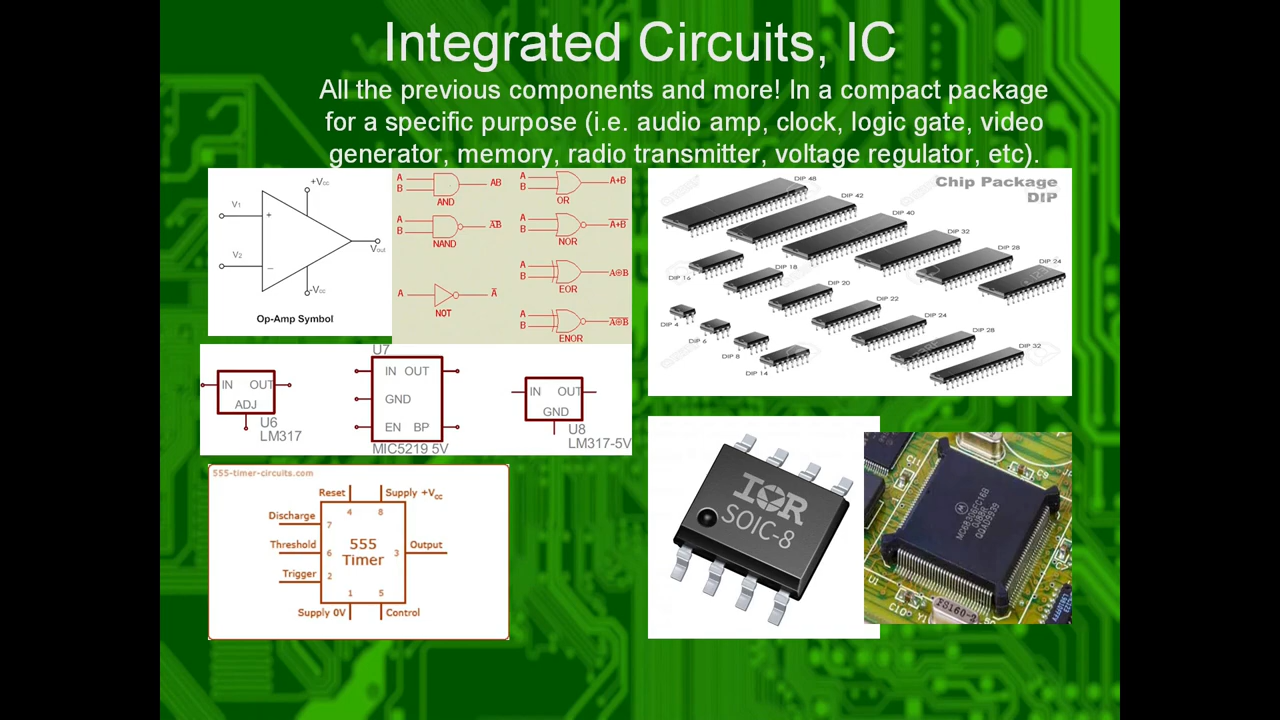 Integrated Circuits, IC
All the previous components and more! In a compact package
for a specific purpose (i.e. audio amp, clock, logic gate, video
generator, memory, radio transmitter, voltage regulator, etc).
+Vcc
V1
+
V2
−
Vout
-Vcc
Op-Amp Symbol
A
B
AB
AND
A
B
A+B
OR
A
B
A̅B̅
NAND
A
B
A̅+̅B̅
NOR
A
B
A⊕B
EOR
A
A̅
NOT
A
B
A̅⊕̅B̅
ENOR
Chip Package
DIP
DIP 48
DIP 42
DIP 40
DIP 32
DIP 28
DIP 24
DIP 16
DIP 18
DIP 20
DIP 22
DIP 24
DIP 28
DIP 32
DIP 4
DIP 6
DIP 8
DIP 14
IN OUT
ADJ
U6
LM317
U7
IN OUT
GND
EN BP
MIC5219 5V
IN OUT
GND
U8
LM317-5V
555-timer-circuits.com
Reset
Supply +Vcc
4 8
Discharge
7
Threshold
6
555
Timer
3
Output
Trigger
2
1 5
Supply 0V
Control
IOR
SOIC-8
C11
C9
MC68306FC16B
QQA09939
U1
C10